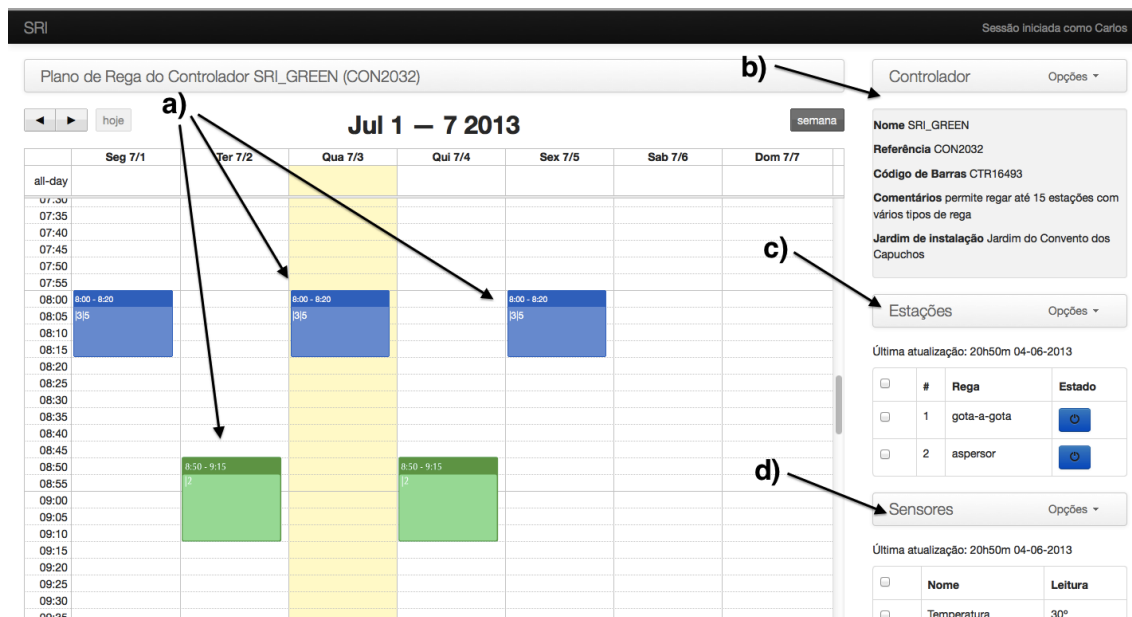 SRI
Sessão iniciada como Carlos
Plano de Rega do Controlador SRI_GREEN (CON2032)
a)
hoje
Jul 1 — 7 2013
semana
Seg 7/1 Ter 7/2 Qua 7/3 Qui 7/4 Sex 7/5 Sab 7/6 Dom 7/7
all-day
07:30
07:35
07:40
07:45
07:50
07:55
08:00 8:00 - 8:20 8:00 - 8:20 8:00 - 8:20
08:05 |3|5 |3|5 |3|5
08:10
08:15
08:20
08:25
08:30
08:35
08:40
08:45
08:50 8:50 - 9:15 8:50 - 9:15
08:55 |2 |2
09:00
09:05
09:10
09:15
09:20
09:25
09:30
09:35
b)
Controlador Opções
Nome SRI_GREEN
Referência CON2032
Código de Barras CTR16493
Comentários permite regar até 15 estações com
vários tipos de rega
Jardim de instalação Jardim do Convento dos
Capuchos
c)
Estações Opções
Última atualização: 20h50m 04-06-2013
# Rega Estado
1 gota-a-gota
2 aspersor
d)
Sensores Opções
Última atualização: 20h50m 04-06-2013
Nome Leitura
Temperatura 30º